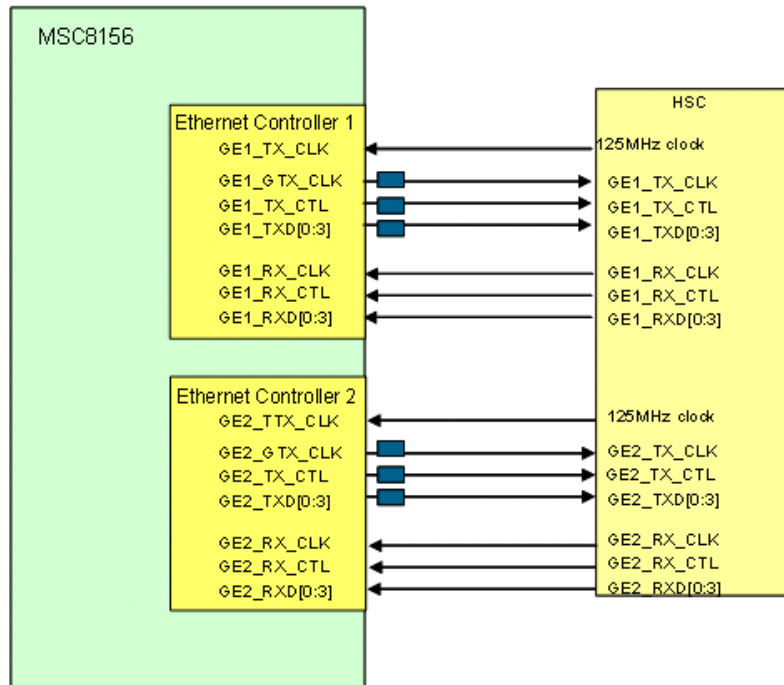 MSC8156
Ethernet Controller 1
GE1_TX_CLK
GE1_GTX_CLK
GE1_TX_CTL
GE1_TXD[0:3]
GE1_RX_CLK
GE1_RX_CTL
GE1_RXD[0:3]
Ethernet Controller 2
GE2_TTX_CLK
GE2_GTX_CLK
GE2_TX_CTL
GE2_TXD[0:3]
GE2_RX_CLK
GE2_RX_CTL
GE2_RXD[0:3]
HSC
125MHz clock
GE1_TX_CLK
GE1_TX_CTL
GE1_TXD[0:3]
GE1_RX_CLK
GE1_RX_CTL
GE1_RXD[0:3]
125MHz clock
GE2_TX_CLK
GE2_TX_CTL
GE2_TXD[0:3]
GE2_RX_CLK
GE2_RX_CTL
GE2_RXD[0:3]